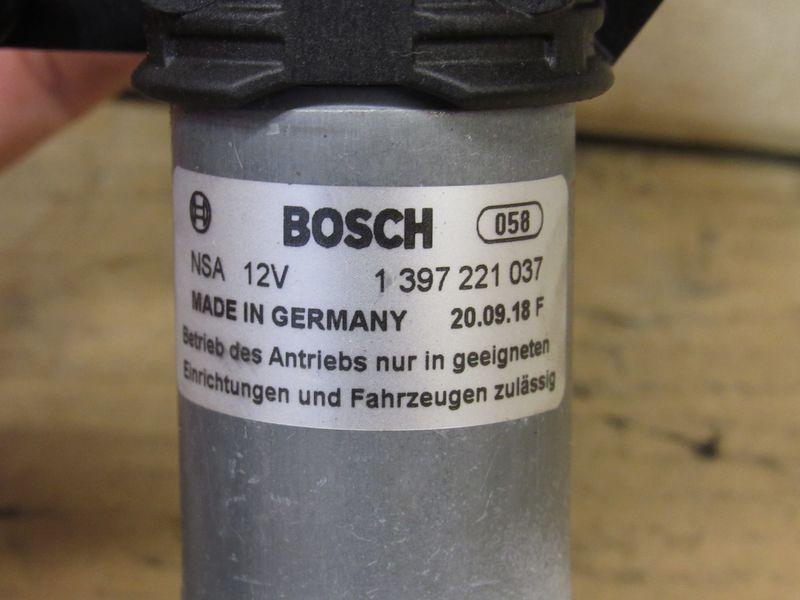 BOSCH 058
NSA 12V 1 397 221 037
MADE IN GERMANY 20.09.18 F
Betrieb des Antriebs nur in geeigneten
Einrichtungen und Fahrzeugen zulässig